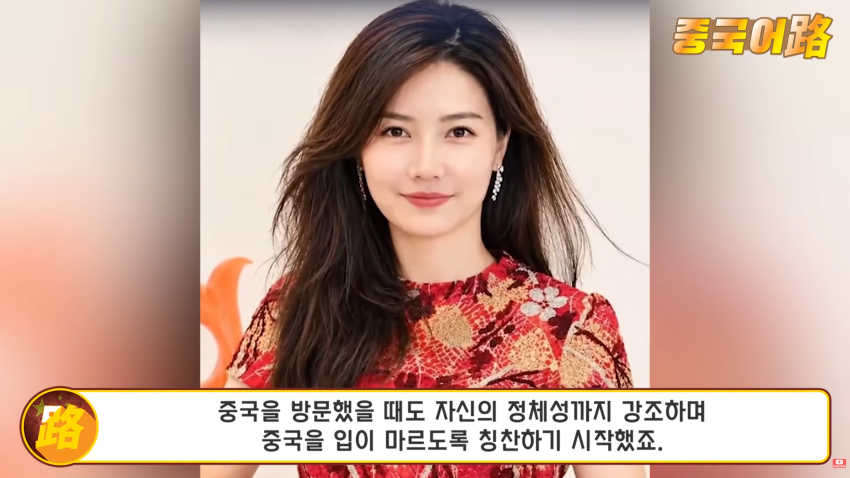 중국어路
중국을 방문했을 때도 자신의 정체성까지 강조하며
중국을 입이 마르도록 칭찬하기 시작했죠.
路